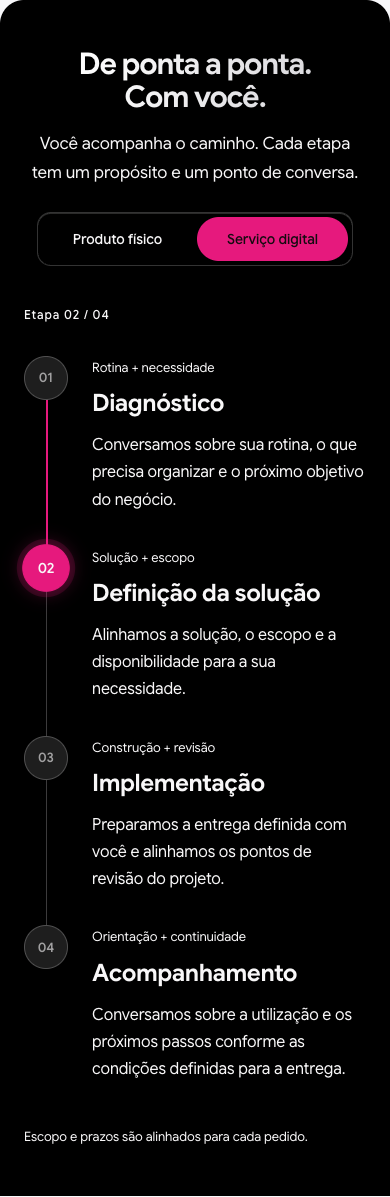 De ponta a ponta.
Com você.
Você acompanha o caminho. Cada etapa
tem um propósito e um ponto de conversa.
Produto físico
Serviço digital
Etapa 02 / 04
01
Rotina + necessidade
Diagnóstico
Conversamos sobre sua rotina, o que
precisa organizar e o próximo objetivo
do negócio.
02
Solução + escopo
Definição da solução
Alinhamos a solução, o escopo e a
disponibilidade para a sua
necessidade.
03
Construção + revisão
Implementação
Preparamos a entrega definida com
você e alinhamos os pontos de
revisão do projeto.
04
Orientação + continuidade
Acompanhamento
Conversamos sobre a utilização e os
próximos passos conforme as
condições definidas para a entrega.
Escopo e prazos são alinhados para cada pedido.